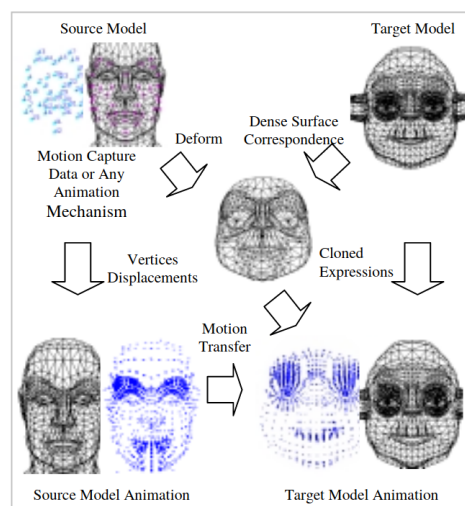 Source Model
Target Model
Deform
Dense Surface
Correspondence
Motion Capture
Data or Any
Animation
Mechanism
Vertices
Displacements
Cloned
Expressions
Motion
Transfer
Source Model Animation
Target Model Animation